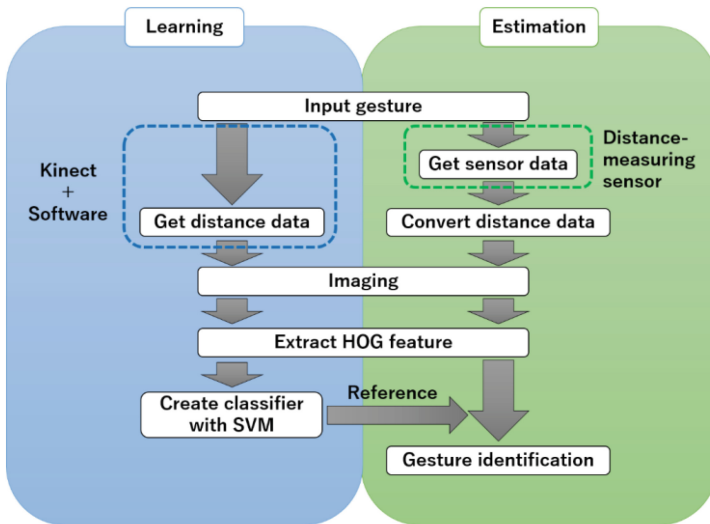 Learning
Estimation
Input gesture
Kinect
+
Software
Get sensor data
Distance-
measuring
sensor
Get distance data
Convert distance data
Imaging
Extract HOG feature
Create classifier
with SVM
Reference
Gesture identification